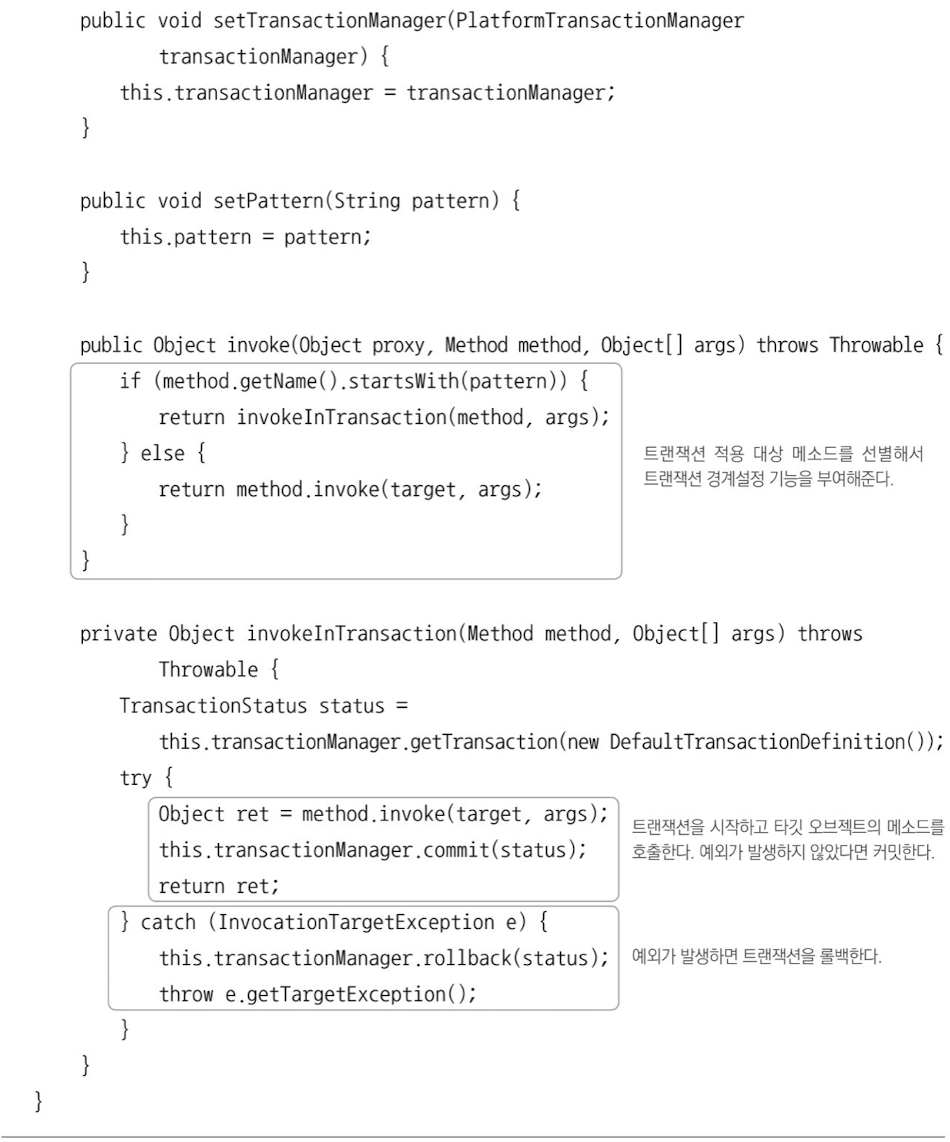 public void setTransactionManager(PlatformTransactionManager
transactionManager) {
this.transactionManager = transactionManager;
}
public void setPattern(String pattern) {
this.pattern = pattern;
}
public Object invoke(Object proxy, Method method, Object[] args) throws Throwable {
if (method.getName().startsWith(pattern)) {
return invokeInTransaction(method, args);
} else {
return method.invoke(target, args);
}
}
트랜잭션 적용 대상 메소드를 선별해서
트랜잭션 경계설정 기능을 부여해준다.
private Object invokeInTransaction(Method method, Object[] args) throws
Throwable {
TransactionStatus status =
this.transactionManager.getTransaction(new DefaultTransactionDefinition());
try {
Object ret = method.invoke(target, args);
this.transactionManager.commit(status);
return ret;
트랜잭션을 시작하고 타깃 오브젝트의 메소드를
호출한다. 예외가 발생하지 않았다면 커밋한다.
} catch (InvocationTargetException e) {
this.transactionManager.rollback(status);
throw e.getTargetException();
예외가 발생하면 트랜잭션을 롤백한다.
}
}
}